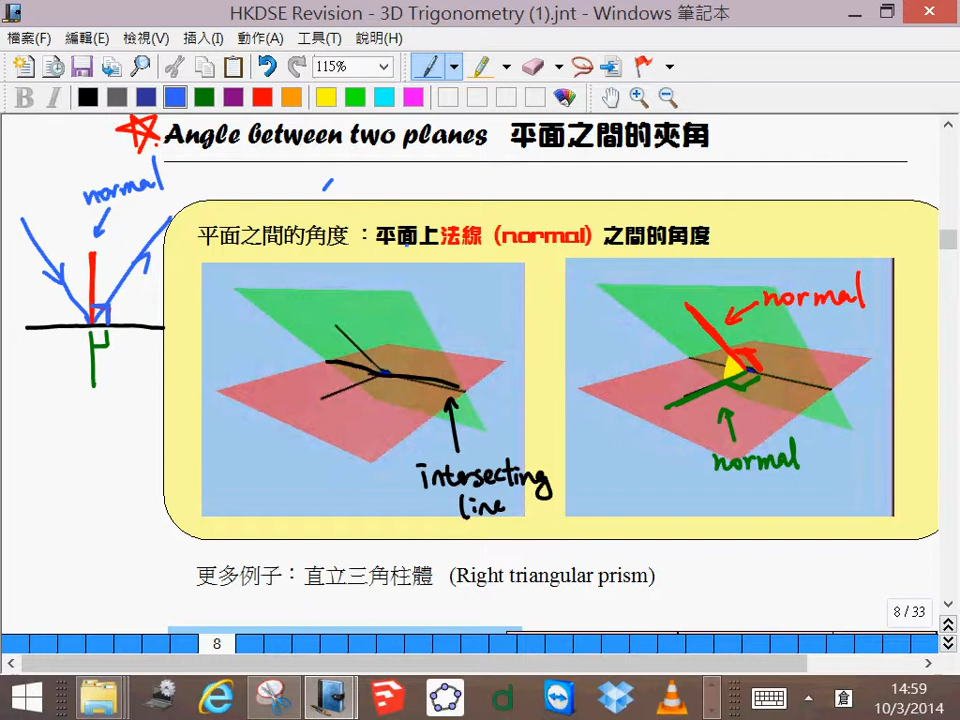 HKDSE Revision - 3D Trigonometry (1).jnt - Windows 筆記本
檔案(F) 編輯(E) 檢視(V) 插入(I) 動作(A) 工具(T) 說明(H)
115%
B I
Angle between two planes 平面之間的夾角
normal
平面之間的角度：平面上法線（normal）之間的角度
normal
normal
intersecting
line
更多例子：直立三角柱體 (Right triangular prism)
8 / 33
8
倉
14:59
10/3/2014